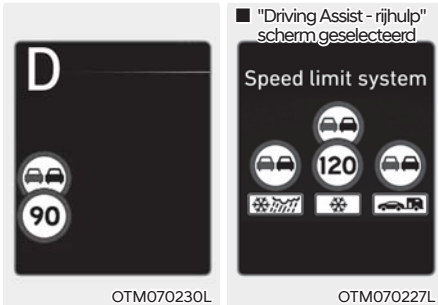 D
90
OTM070230L
■ "Driving Assist - rijhulp"
scherm geselecteerd
Speed limit system
120
OTM070227L